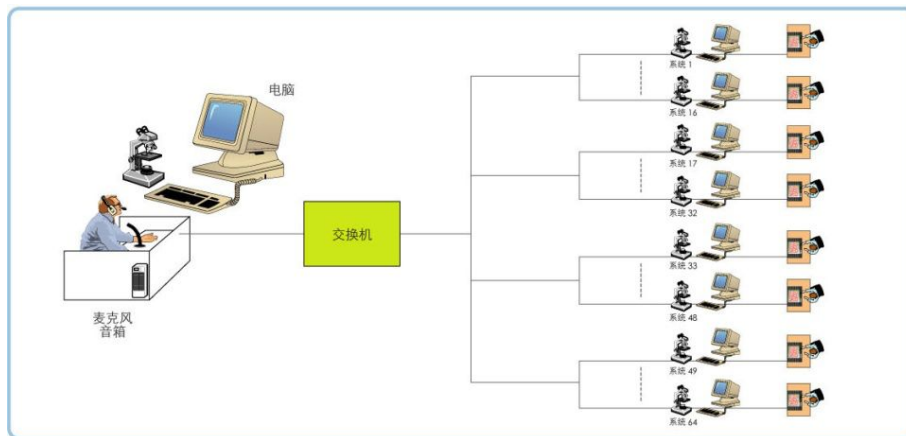 电脑
交换机
麦克风
音箱
系统 1
系统 16
系统 17
系统 32
系统 33
系统 48
系统 49
系统 64